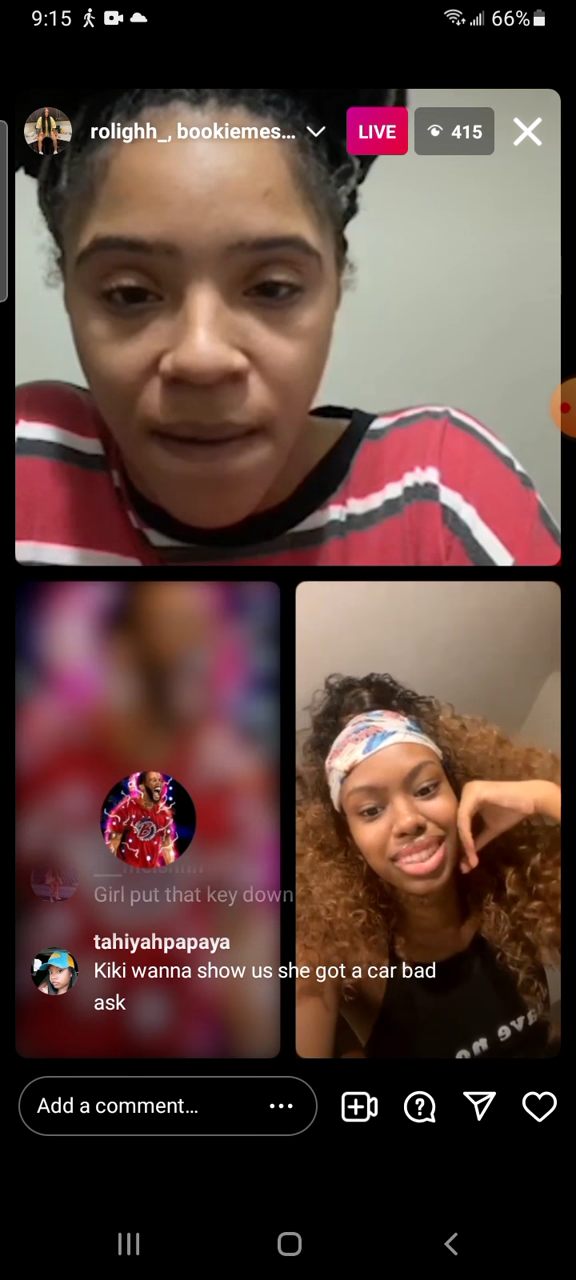 9:15
66%
rolighh_, bookiemes...
LIVE
415
Girl put that key down
tahiyahpapaya
Kiki wanna show us she got a car bad
ask
Add a comment...